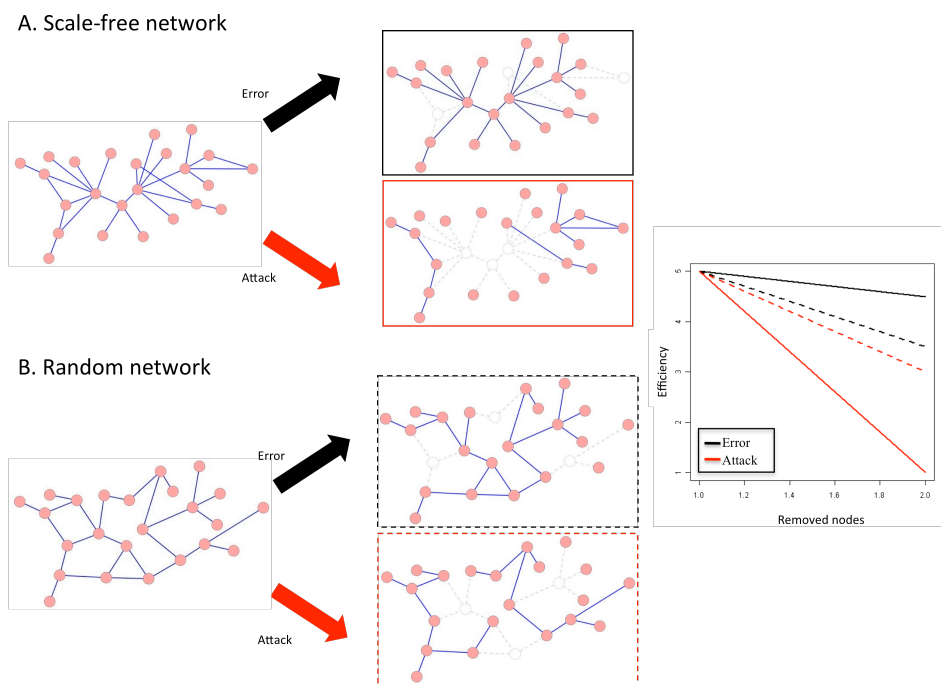 A. Scale-free network
Error
Attack
B. Random network
Error
Attack
5
4
3
2
1
Efficiency
Error
Attack
1.0 1.2 1.4 1.6 1.8 2.0
Removed nodes